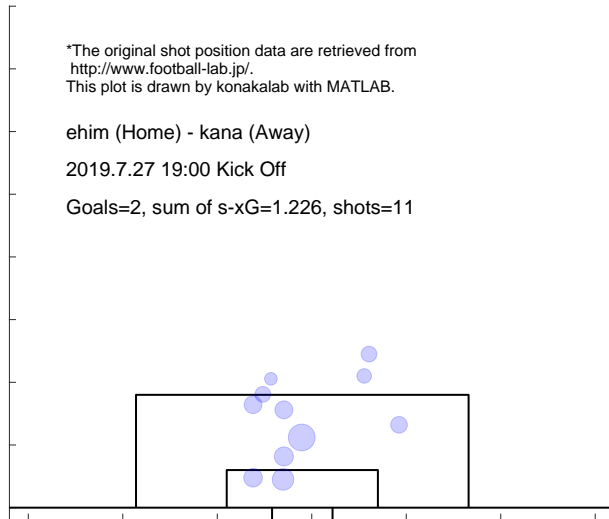 *The original shot position data are retrieved from
http://www.football-lab.jp/.
This plot is drawn by konakalab with MATLAB.
ehim (Home) - kana (Away)
2019.7.27 19:00 Kick Off
Goals=2, sum of s-xG=1.226, shots=11